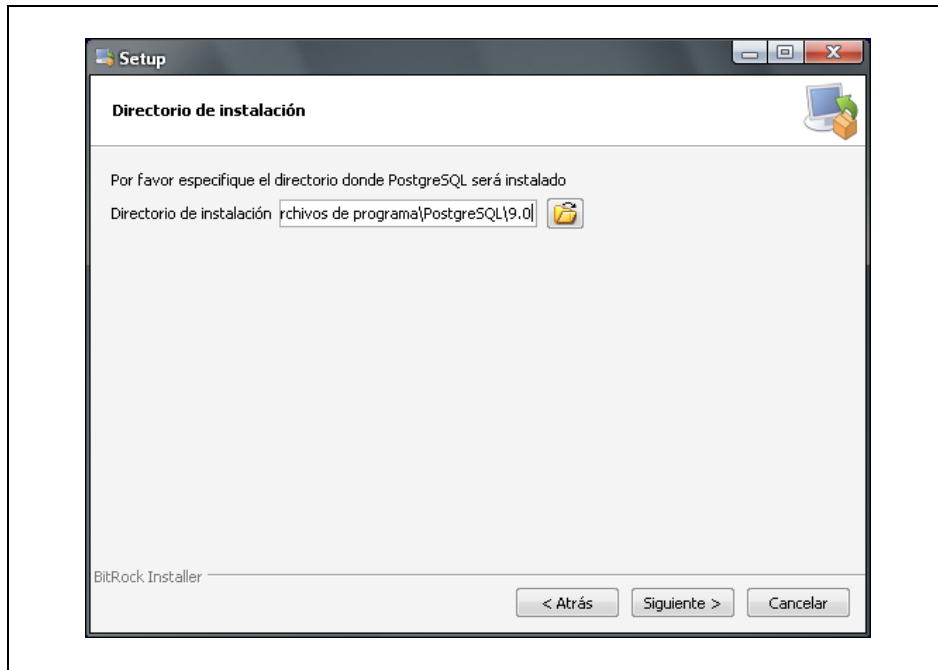 Setup
Directorio de instalación
Por favor especifique el directorio donde PostgreSQL será instalado
Directorio de instalación rchivos de programa\PostgreSQL\9.0
BitRock Installer
< Atrás Siguiente > Cancelar